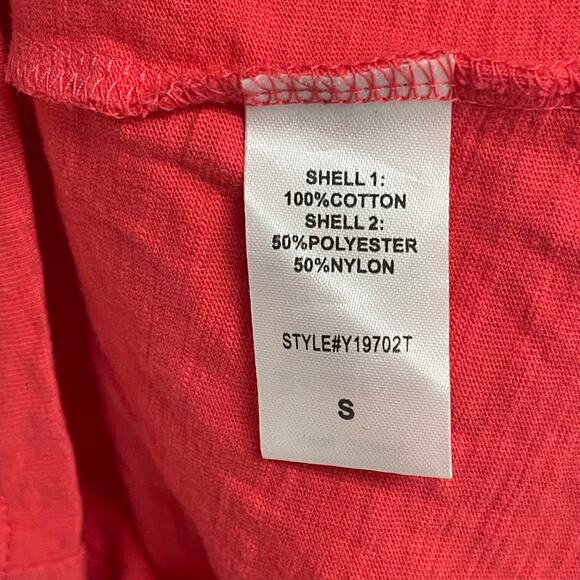 SHELL 1:
100%COTTON
SHELL 2:
50%POLYESTER
50%NYLON
STYLE#Y19702T
S